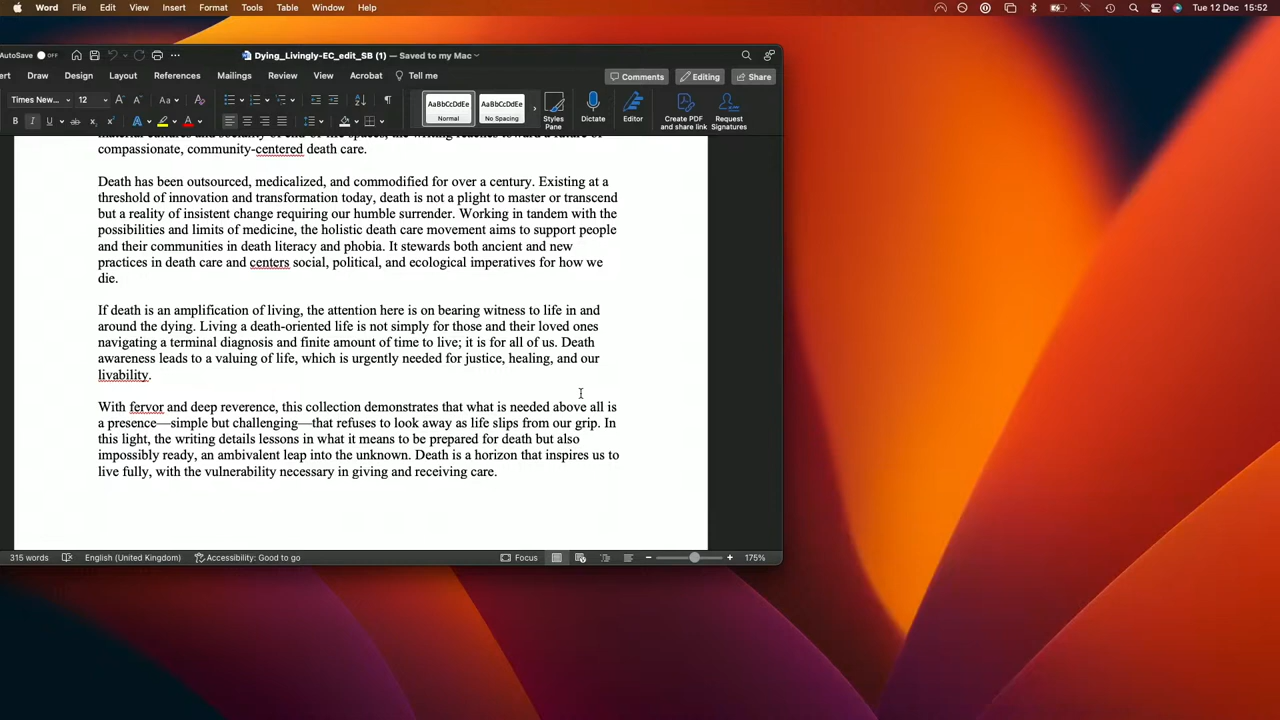 Word File Edit View Insert Format Tools Table Window Help Tue 12 Dec 15:52
AutoSave OFF Dying_Livingly-EC_edit_SB (1) — Saved to my Mac
Draw Design Layout References Mailings Review View Acrobat Tell me Comments Editing Share
Times New... 12 A A Aa A AaBbCcDdEe AaBbCcDdEe
B I U ab x x A A Normal No Spacing Styles Pane Dictate Editor Create PDF and share link Request Signatures
compassionate, community-centered death care.
Death has been outsourced, medicalized, and commodified for over a century. Existing at a
threshold of innovation and transformation today, death is not a plight to master or transcend
but a reality of insistent change requiring our humble surrender. Working in tandem with the
possibilities and limits of medicine, the holistic death care movement aims to support people
and their communities in death literacy and phobia. It stewards both ancient and new
practices in death care and centers social, political, and ecological imperatives for how we
die.
If death is an amplification of living, the attention here is on bearing witness to life in and
around the dying. Living a death-oriented life is not simply for those and their loved ones
navigating a terminal diagnosis and finite amount of time to live; it is for all of us. Death
awareness leads to a valuing of life, which is urgently needed for justice, healing, and our
livability.
With fervor and deep reverence, this collection demonstrates that what is needed above all is
a presence—simple but challenging—that refuses to look away as life slips from our grip. In
this light, the writing details lessons in what it means to be prepared for death but also
impossibly ready, an ambivalent leap into the unknown. Death is a horizon that inspires us to
live fully, with the vulnerability necessary in giving and receiving care.
315 words English (United Kingdom) Accessibility: Good to go Focus 175%